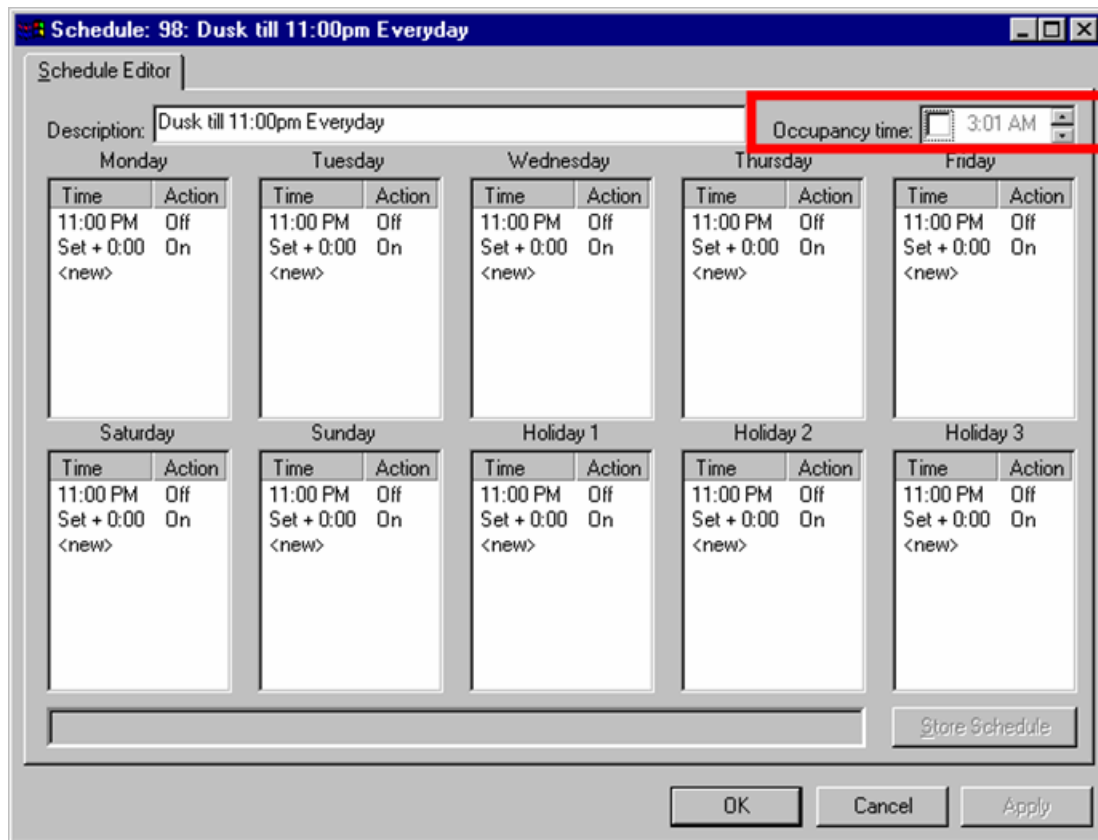 Schedule: 98: Dusk till 11:00pm Everyday
Schedule Editor
Description: Dusk till 11:00pm Everyday Occupancy time: 3:01 AM
Monday Tuesday Wednesday Thursday Friday
Time Action Time Action Time Action Time Action Time Action
11:00 PM Off 11:00 PM Off 11:00 PM Off 11:00 PM Off 11:00 PM Off
Set + 0:00 On Set + 0:00 On Set + 0:00 On Set + 0:00 On Set + 0:00 On
<new> <new> <new> <new> <new>
Saturday Sunday Holiday 1 Holiday 2 Holiday 3
Time Action Time Action Time Action Time Action Time Action
11:00 PM Off 11:00 PM Off 11:00 PM Off 11:00 PM Off 11:00 PM Off
Set + 0:00 On Set + 0:00 On Set + 0:00 On Set + 0:00 On Set + 0:00 On
<new> <new> <new> <new> <new>
Store Schedule
OK Cancel Apply